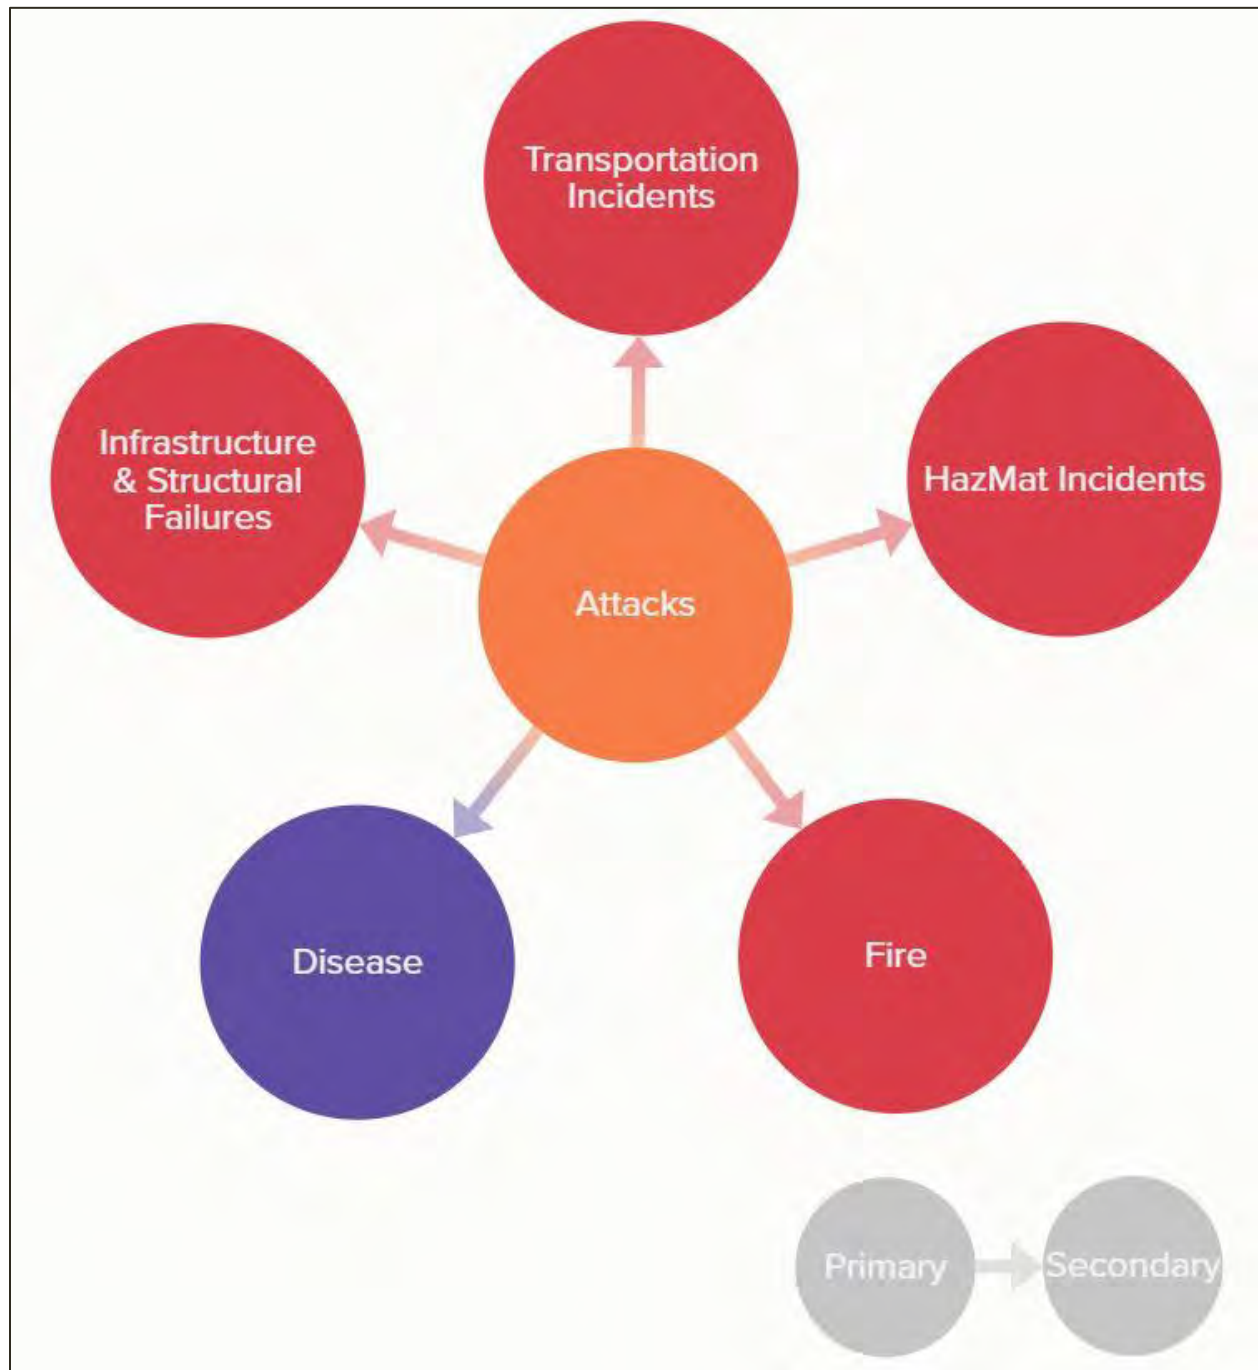 Transportation
Incidents
Infrastructure
& Structural
Failures
HazMat Incidents
Attacks
Disease
Fire
Primary
Secondary